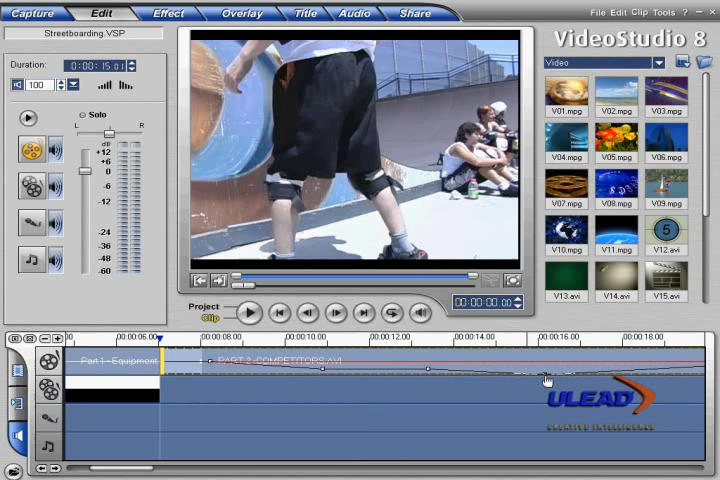 Capture Edit Effect Overlay Title Audio Share
File Edit Clip Tools ? - ×
Streetboarding.VSP
VideoStudio 8
Duration: 0:00:15.01
Video
100
Solo
L R
dB
+12
+6
0
-6
-12
-24
-36
-48
-60
V01.mpg V02.mpg V03.mpg
V04.mpg V05.mpg V06.mpg
V07.mpg V08.mpg V09.mpg
V10.mpg V11.mpg V12.avi
V13.avi V14.avi V15.avi
5
Project
Clip
00:00:00.00
00:00:06.00 00:00:08.00 00:00:10.00 00:00:12.00 00:00:14.00 00:00:16.00 00:00:18.00
Part 1 - Equipment PART 2 -COMPETITORS.AVI
ULEAD
CREATIVE INTELLIGENCE